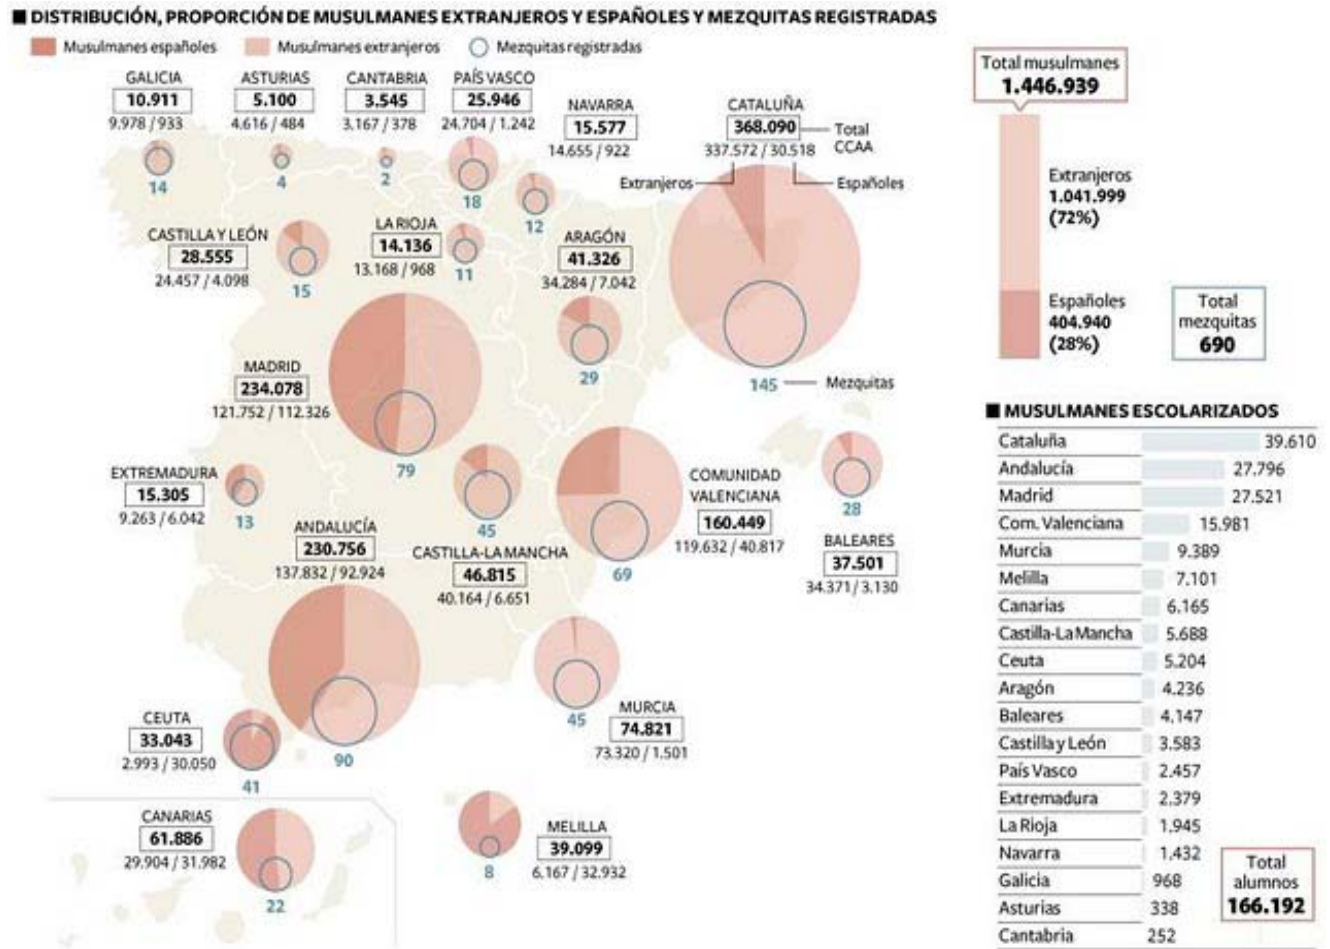 DISTRIBUCIÓN, PROPORCIÓN DE MUSULMANES EXTRANJEROS Y ESPAÑOLES Y MEZQUITAS REGISTRADAS
Musulmanes españoles
Musulmanes extranjeros
Mezquitas registradas
GALICIA
10.911
9.978 / 933
14
ASTURIAS
5.100
4.616 / 484
4
CANTABRIA
3.545
3.167 / 378
2
PAÍS VASCO
25.946
24.704 / 1.242
18
NAVARRA
15.577
14.655 / 922
12
CATALUÑA
368.090
Total
CCAA
337.572 / 30.518
Extranjeros
Españoles
145
Mezquitas
CASTILLA Y LEÓN
28.555
24.457 / 4.098
15
LA RIOJA
14.136
13.168 / 968
11
ARAGÓN
41.326
34.284 / 7.042
29
MADRID
234.078
121.752 / 112.326
79
EXTREMADURA
15.305
9.263 / 6.042
13
45
CASTILLA-LA MANCHA
46.815
40.164 / 6.651
COMUNIDAD
VALENCIANA
160.449
119.632 / 40.817
69
28
BALEARES
37.501
34.371 / 3.130
ANDALUCÍA
230.756
137.832 / 92.924
90
45
MURCIA
74.821
73.320 / 1.501
CEUTA
33.043
2.993 / 30.050
41
CANARIAS
61.886
29.904 / 31.982
22
MELILLA
39.099
6.167 / 32.932
8
Total musulmanes
1.446.939
Extranjeros
1.041.999
(72%)
Españoles
404.940
(28%)
Total
mezquitas
690
MUSULMANES ESCOLARIZADOS
Cataluña 39.610
Andalucía 27.796
Madrid 27.521
Com. Valenciana 15.981
Murcia 9.389
Melilla 7.101
Canarias 6.165
Castilla-La Mancha 5.688
Ceuta 5.204
Aragón 4.236
Baleares 4.147
Castilla y León 3.583
País Vasco 2.457
Extremadura 2.379
La Rioja 1.945
Navarra 1.432
Galicia 968
Asturias 338
Cantabria 252
Total
alumnos
166.192